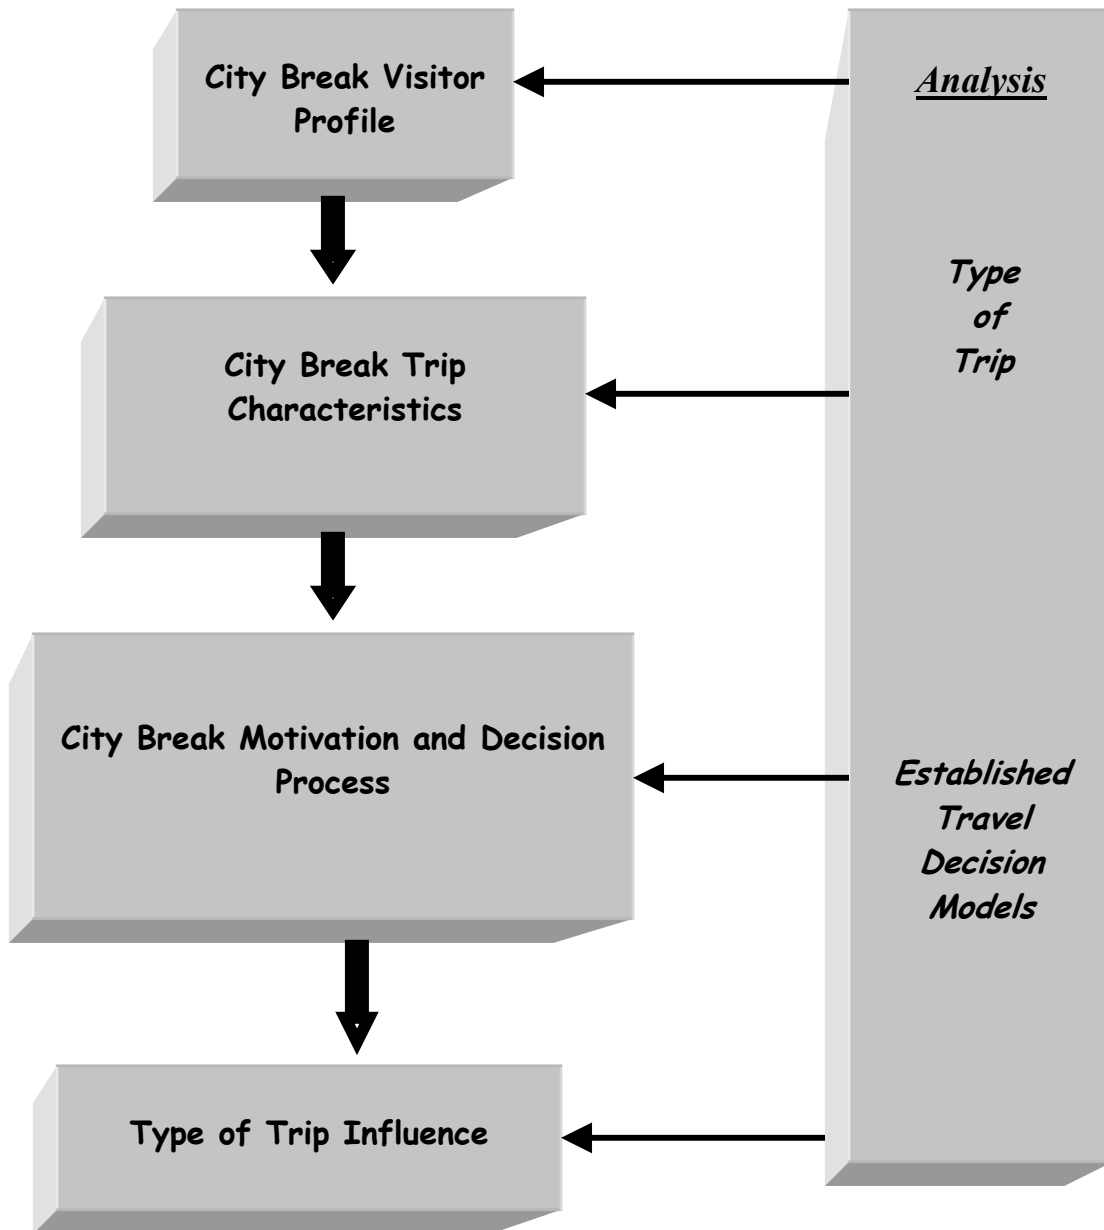 City Break Visitor
Profile
Analysis
Type
of
Trip
City Break Trip
Characteristics
City Break Motivation and Decision
Process
Established
Travel
Decision
Models
Type of Trip Influence